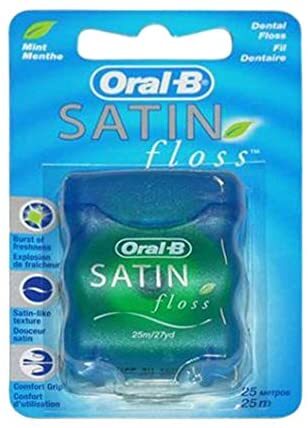 Mint
Menthe
Dental
Floss
Fil
Dentaire
Oral-B
SATIN
floss™
Burst of
freshness
Explosion de
fraîcheur
Satin-like
texture
Douceur
satin
Comfort Grip
Confort
d'utilisation
Oral-B
SATIN
floss
25m/27yd
25 метров
25 m